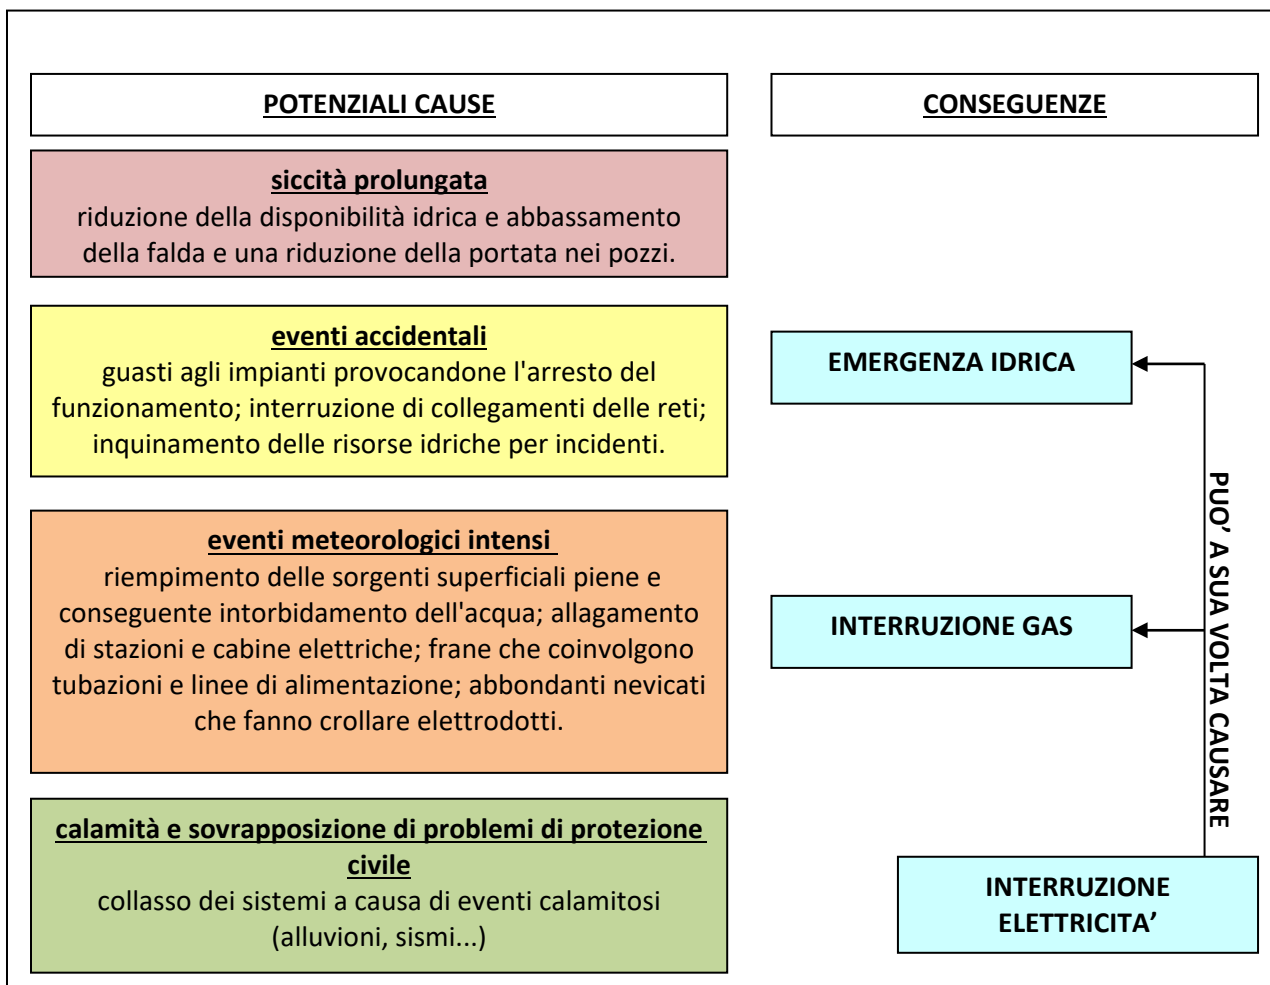 POTENZIALI CAUSE
CONSEGUENZE
siccità prolungata
riduzione della disponibilità idrica e abbassamento
della falda e una riduzione della portata nei pozzi.
eventi accidentali
guasti agli impianti provocandone l'arresto del
funzionamento; interruzione di collegamenti delle reti;
inquinamento delle risorse idriche per incidenti.
EMERGENZA IDRICA
eventi meteorologici intensi
riempimento delle sorgenti superficiali piene e
conseguente intorbidamento dell'acqua; allagamento
di stazioni e cabine elettriche; frane che coinvolgono
tubazioni e linee di alimentazione; abbondanti nevicati
che fanno crollare elettrodotti.
INTERRUZIONE GAS
PUO’ A SUA VOLTA CAUSARE
calamità e sovrapposizione di problemi di protezione
civile
collasso dei sistemi a causa di eventi calamitosi
(alluvioni, sismi...)
INTERRUZIONE
ELETTRICITA’